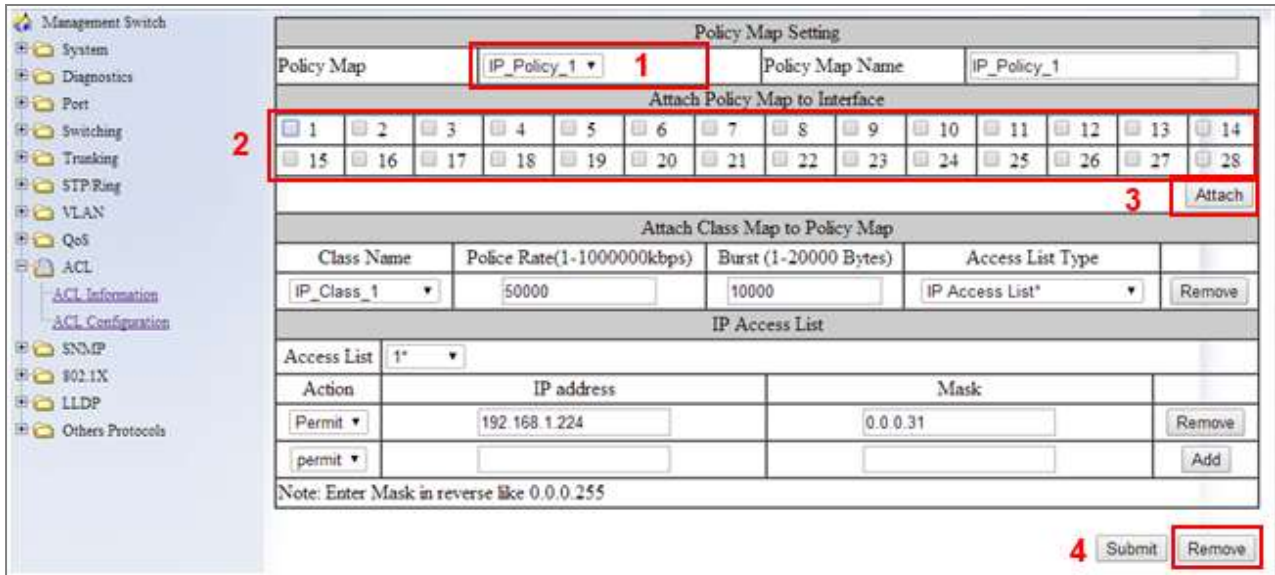 Management Switch
System
Diagnostics
Port
Switching
Trunking
STP/Ring
VLAN
QoS
ACL
ACL Information
ACL Configuration
SNMP
802.1X
LLDP
Others Protocols
Policy Map Setting
Policy Map IP_Policy_1 1 Policy Map Name IP_Policy_1
Attach Policy Map to Interface
2
1 2 3 4 5 6 7 8 9 10 11 12 13 14
15 16 17 18 19 20 21 22 23 24 25 26 27 28
3 Attach
Attach Class Map to Policy Map
Class Name Police Rate(1-1000000kbps) Burst (1-20000 Bytes) Access List Type
IP_Class_1 50000 10000 IP Access List* Remove
IP Access List
Access List 1*
Action IP address Mask
Permit 192.168.1.224 0.0.0.31 Remove
permit Add
Note: Enter Mask in reverse like 0.0.0.255
4 Submit Remove